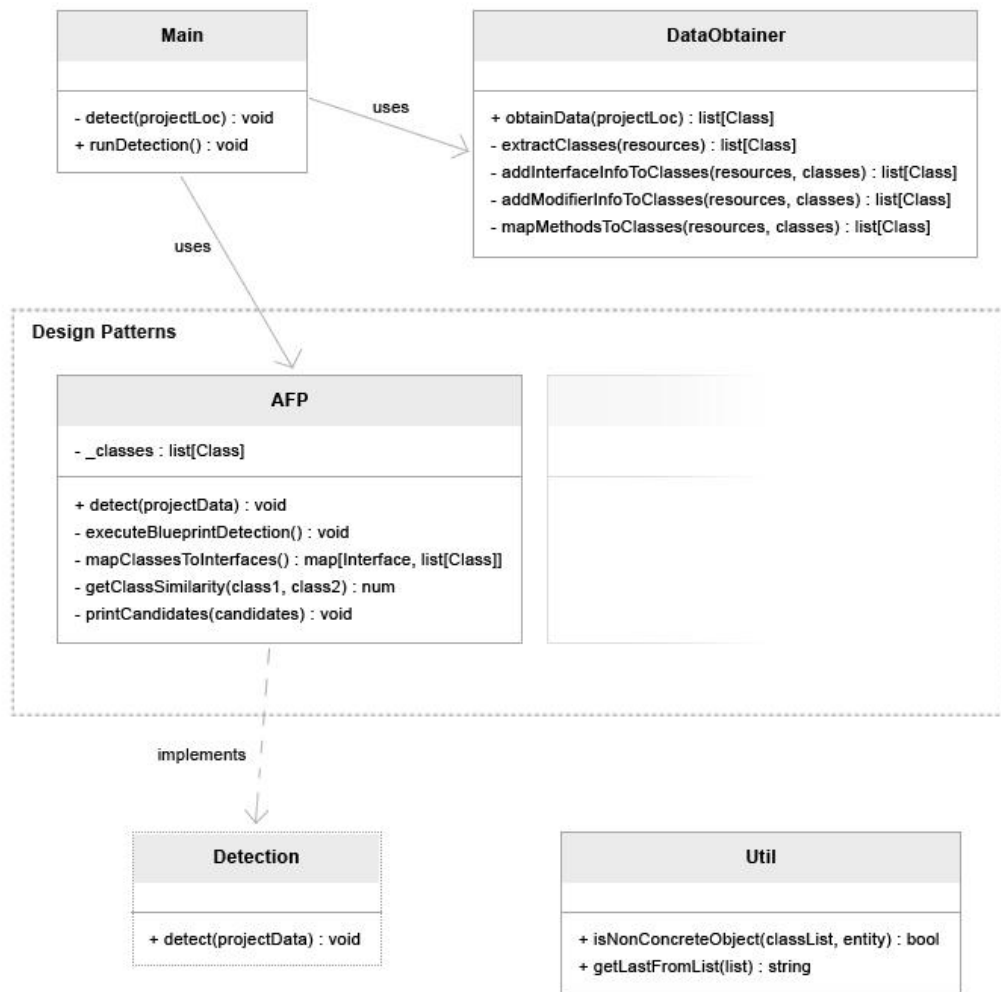 Main
- detect(projectLoc) : void
+ runDetection() : void
uses
DataObtainer
+ obtainData(projectLoc) : list[Class]
- extractClasses(resources) : list[Class]
- addInterfaceInfoToClasses(resources, classes) : list[Class]
- addModifierInfoToClasses(resources, classes) : list[Class]
- mapMethodsToClasses(resources, classes) : list[Class]
uses
Design Patterns
AFP
- _classes : list[Class]
+ detect(projectData) : void
- executeBlueprintDetection() : void
- mapClassesToInterfaces() : map[Interface, list[Class]]
- getClassSimilarity(class1, class2) : num
- printCandidates(candidates) : void
implements
Detection
+ detect(projectData) : void
Util
+ isNonConcreteObject(classList, entity) : bool
+ getLastFromList(list) : string